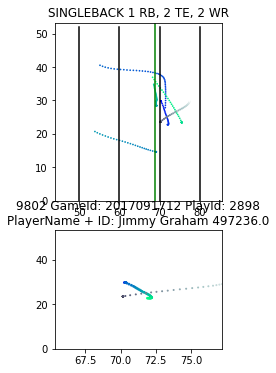 SINGLEBACK 1 RB, 2 TE, 2 WR
50
40
30
20
10
0
50 60 70 80
9802 GameId: 2017091712 PlayId: 2898
PlayerName + ID: Jimmy Graham 497236.0
40
20
0
67.5 70.0 72.5 75.0